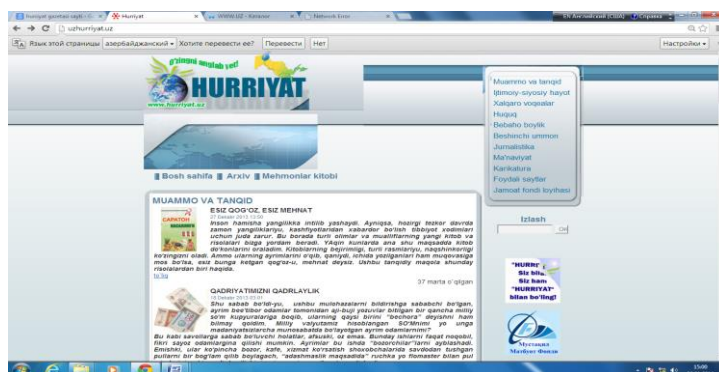 hurriyat gazetasi sayti - G
Hurriyat
WWW.UZ - Каталог
Network Error
EN Английский (США)
Справка
uzhurriyat.uz
Язык этой страницы азербайджанский Хотите перевести ее? Перевести Нет
Настройки
O'zingni anglab yet!
HURRIYAT
www.hurriyat.uz
Bosh sahifa Arxiv Mehmonlar kitobi
Muammo va tanqid
Ijtimoiy-siyosiy hayot
Xalqaro voqealar
Huquq
Bebaho boylik
Beshinchi ummon
Jurnalistika
Ma'naviyat
Karikatura
Foydali saytlar
Jamoat fondi loyihasi
Izlash
MUAMMO VA TANQID
ESIZ QOG'OZ, ESIZ MEHNAT
27 Dekabr 2013 12:00
Inson hamisha yangilikka intilib yashaydi. Ayniqsa, hozirgi tezkor davrda
zamon yangiliklariyu, kashfiyotlaridan xabardor bo'lish tibbiyot xodimlari
uchun juda zarur. Bu borada turli olimlar va mualliflarning yangi kitob va
risolalari bizga yordam beradi. YAqin kunlarda ana shu maqsadda kitob
do'konlarini oraladim. Kitoblarning bejirimligi, turli rasmlariyu, nashrinkorligi
ko'zingizni oladi. Ammo ularning ayrimlarini o'qib, ichida yozilganlari ham muqovasiga
mos bo'lsa, esiz bunga ketgan qog'oz-u, mehnat deysiz. Ushbu tanqidiy maqola shunday
risolalardan biri haqida.
to'liq
37 marta o'qilgan
QADRIYATIMIZNI QADRLAYLIK
Shu sabab bo'ldi-yu, ushbu mulohazalarni bildirishga sababchi bo'lgan,
ayrim bee'tibor odamlar tomonidan aji-buji yozuvlar bitilgan bir qancha milliy
so'm kupyuralariga boqib, ularning qaysi birini "bechora" deyishni ham
bilmay qoldim. Milliy valyutamiz hisoblangan SO'Mnimi yo unga
madaniyatsizlarcha munosabatda bo'layotgan ayrim odamlarnimi?
Bu kabi savollarga sabab bo'luvchi holatlar, afsuski, oz emas. Bunday ishlarni faqat noqobil,
fikri sayoz odamlargina qilishi mumkin. Ayrimlar bu ishda "bozorchilar"larni ayblashadi.
Emishki, ular ko'pincha bozor, kafe, xizmat ko'rsatish shoxobchalarida savdodan tushgan
pullarni bir bog'lam qilib boylagach, "adashmaslik maqsadida" ruchka yo flomaster bilan pul
Siz ham
"HURRIYAT"
bilan bo'ling!
Мустақил
Матбуот Фонди
15:00